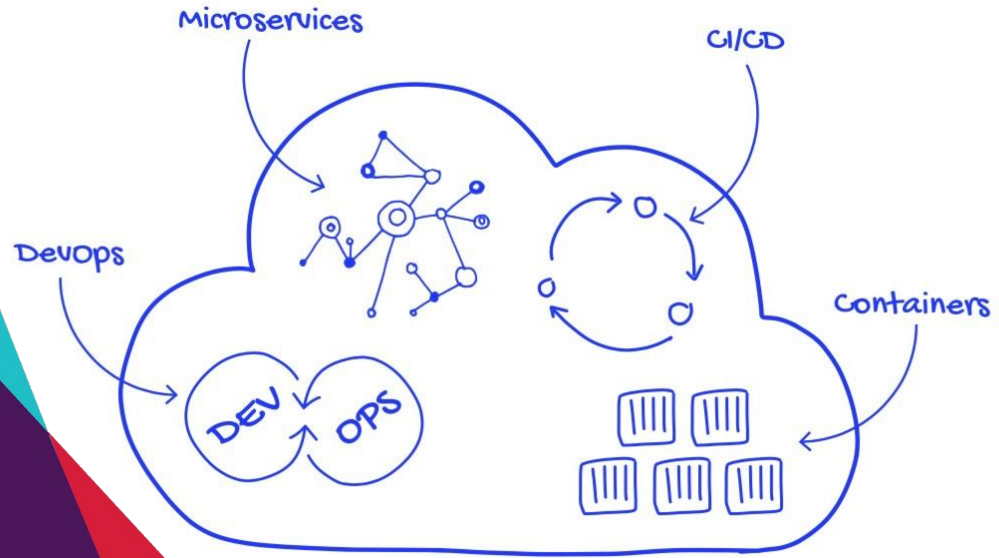 Microservices
CI/CD
Devops
Containers
DEV
OPS